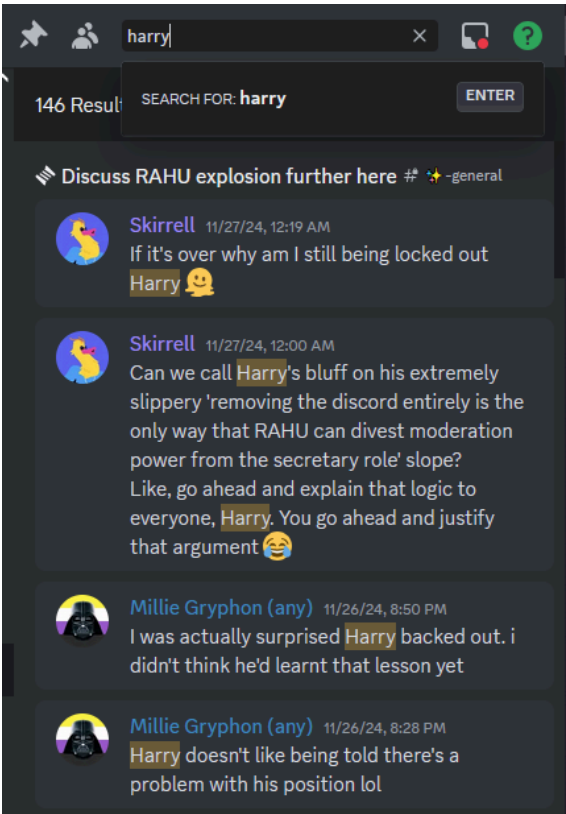 harry
146 Resul
SEARCH FOR: harry
ENTER
Discuss RAHU explosion further here # ✨-general
Skirrell 11/27/24, 12:19 AM
If it's over why am I still being locked out
Harry 🫠
Skirrell 11/27/24, 12:00 AM
Can we call Harry's bluff on his extremely
slippery 'removing the discord entirely is the
only way that RAHU can divest moderation
power from the secretary role' slope?
Like, go ahead and explain that logic to
everyone, Harry. You go ahead and justify
that argument 😂
Millie Gryphon (any) 11/26/24, 8:50 PM
I was actually surprised Harry backed out. i
didn't think he'd learnt that lesson yet
Millie Gryphon (any) 11/26/24, 8:28 PM
Harry doesn't like being told there's a
problem with his position lol